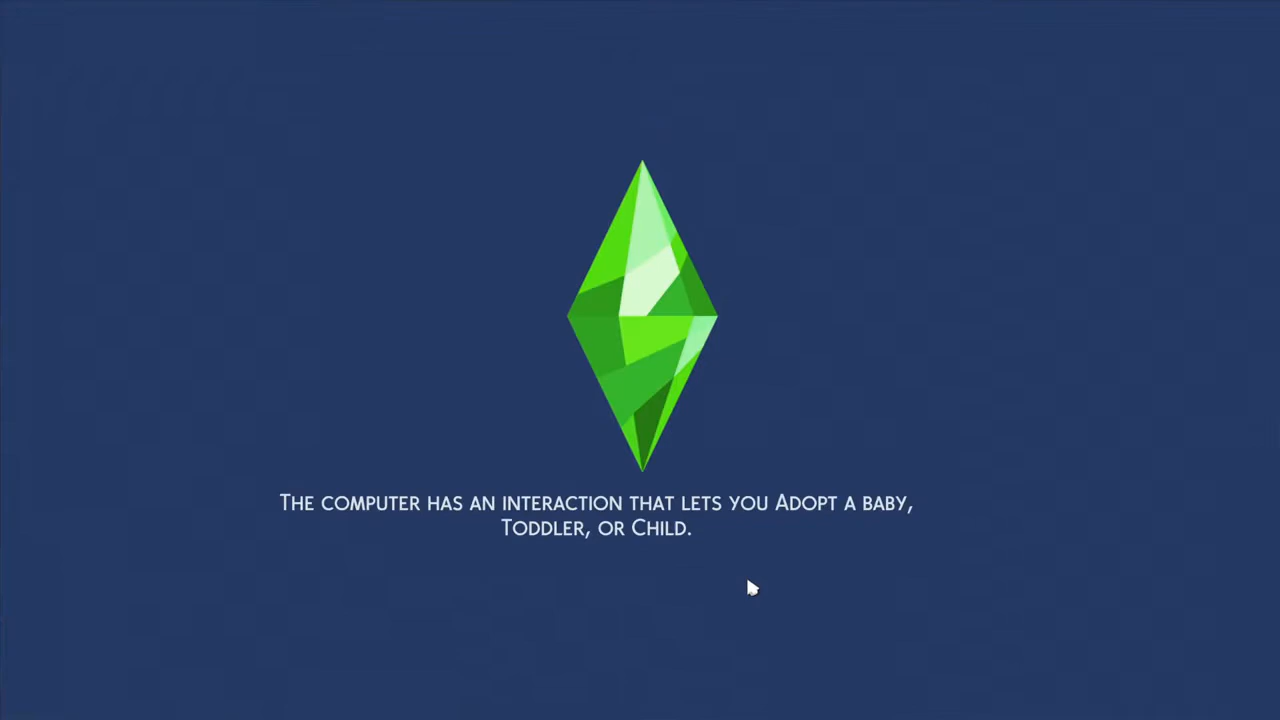 The computer has an interaction that lets you Adopt a baby,
Toddler, or Child.